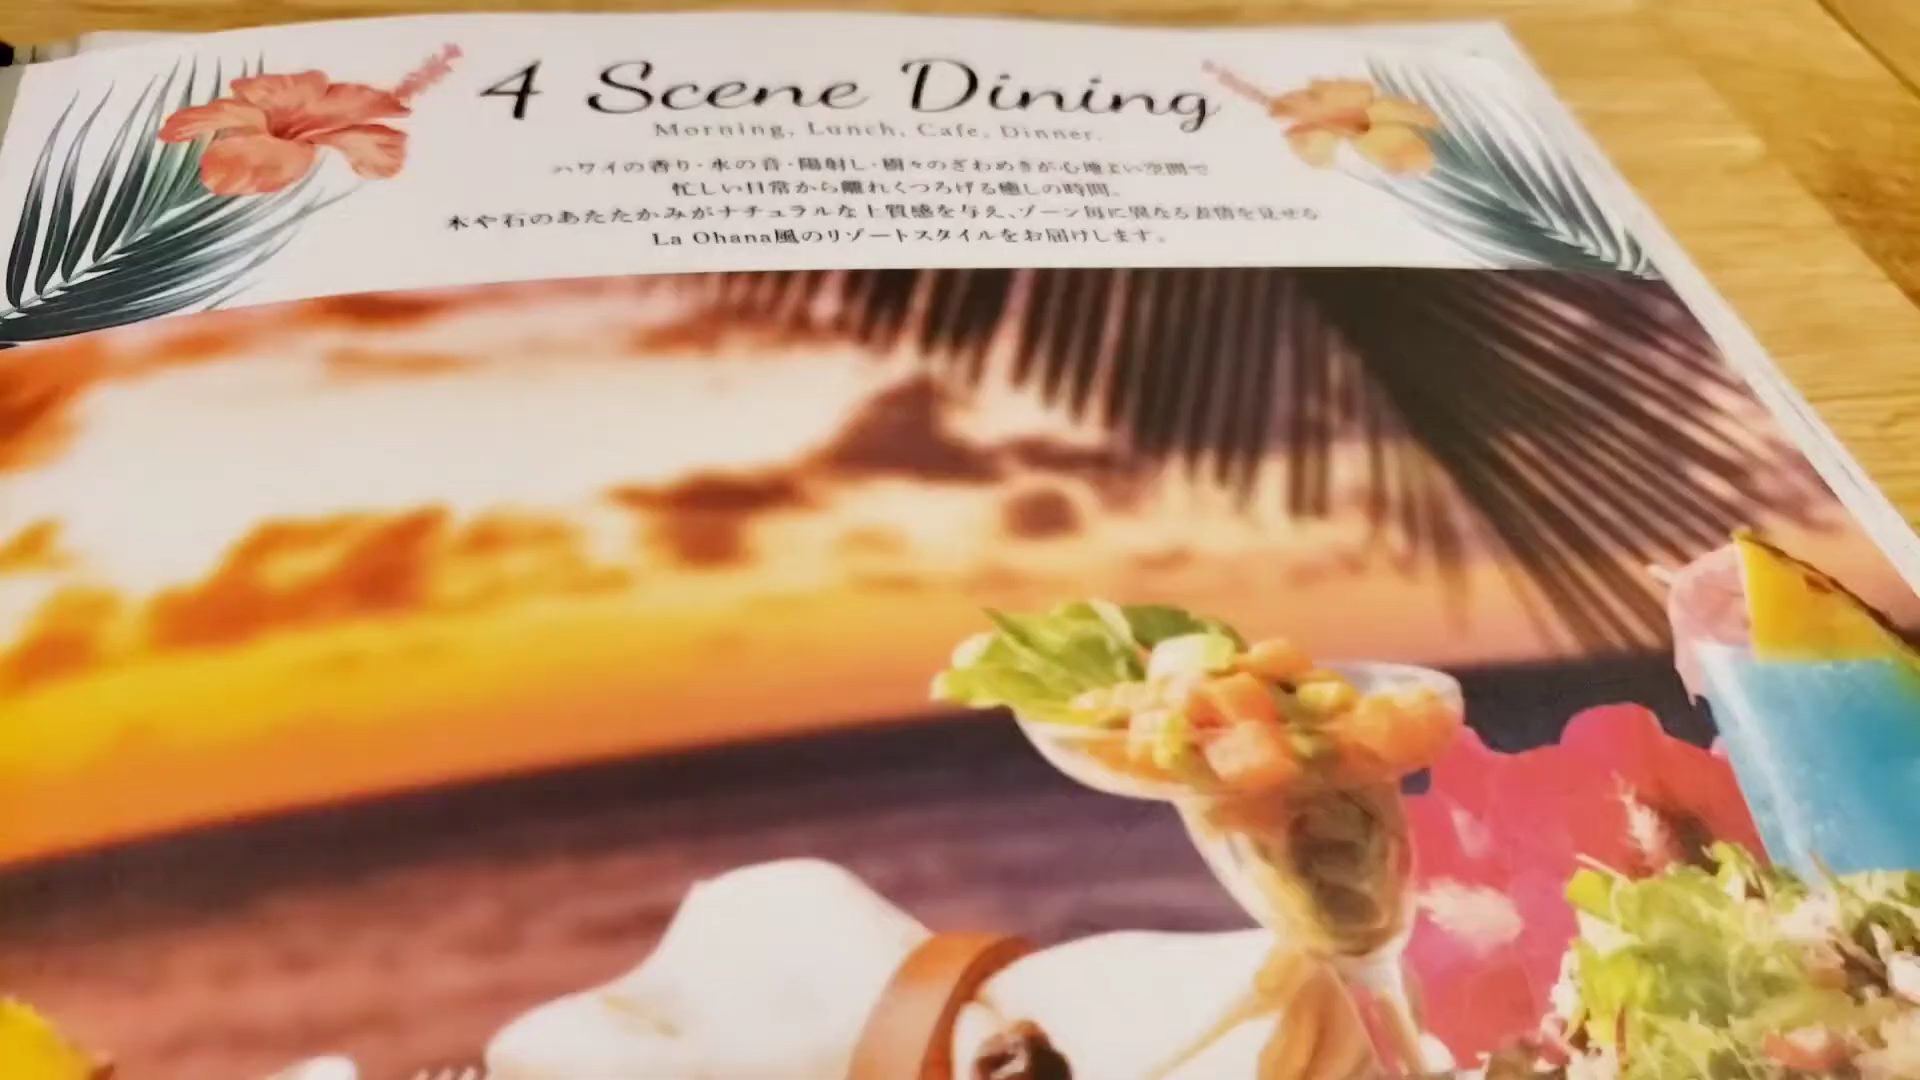 4 Scene Dining
Morning, Lunch, Cafe, Dinner.
ハワイの香り・水の音・陽射し・樹々のざわめきが心地よい空間で
忙しい日常から離れくつろげる癒しの時間。
木や石のあたたかみがナチュラルな上質感を与え、ゾーン毎に異なる表情を見せる
La Ohana風のリゾートスタイルをお届けします。